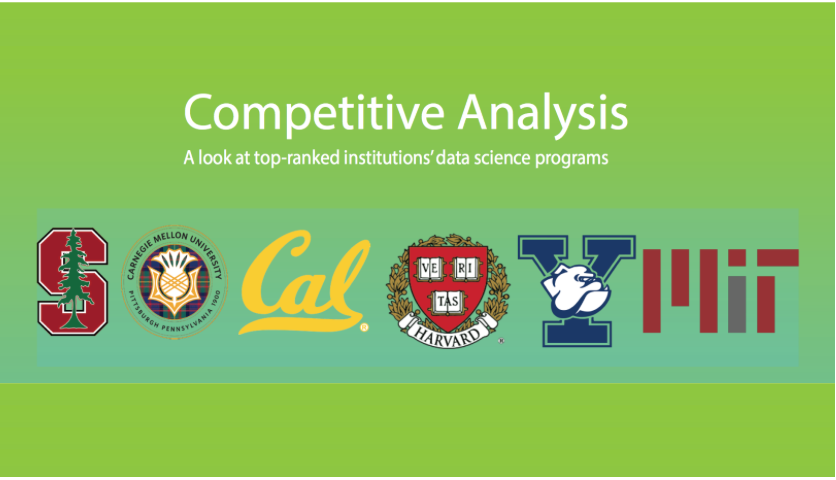 Competitive Analysis
A look at top-ranked institutions’ data science programs
S
CARNEGIE MELLON UNIVERSITY
PITTSBURGH PENNSYLVANIA 1900
Cal
®
VE RI
TAS
HARVARD
Y
MiT